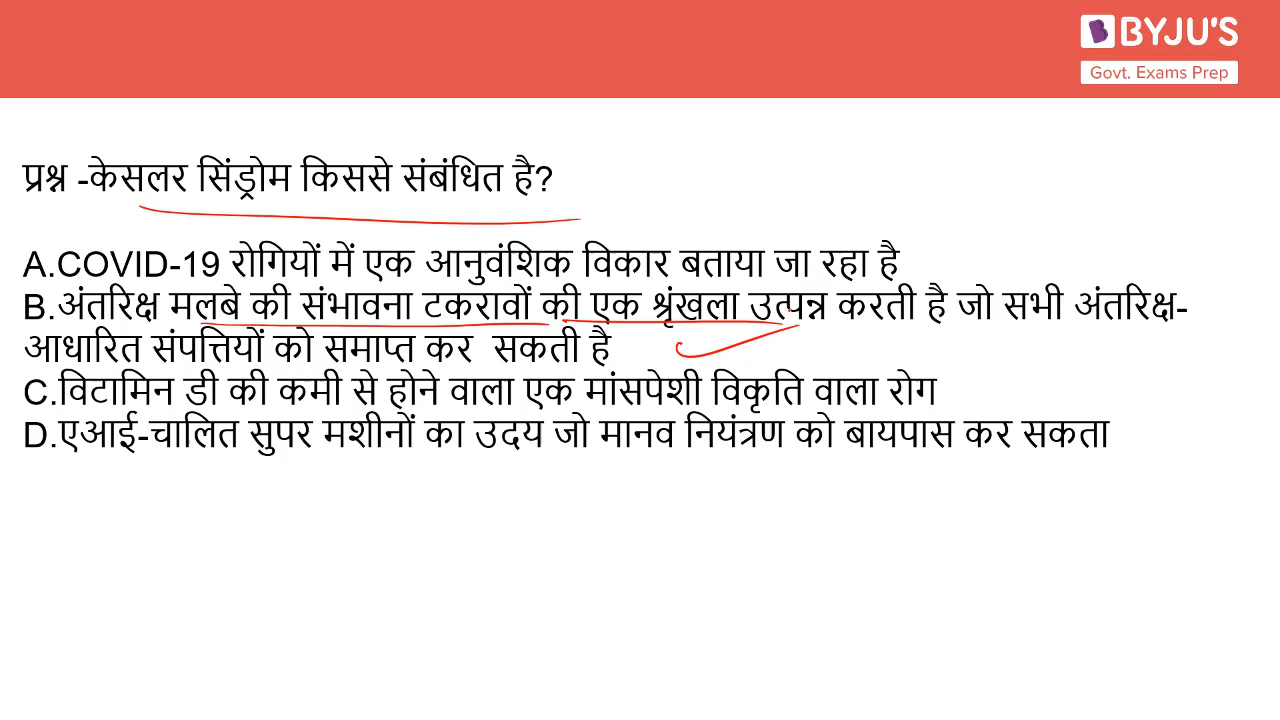 BYJU'S
Govt. Exams Prep
प्रश्न -केसलर सिंड्रोम किससे संबंधित है?
A.COVID-19 रोगियों में एक आनुवंशिक विकार बताया जा रहा है
B.अंतरिक्ष मलबे की संभावना टकरावों की एक श्रृंखला उत्पन्न करती है जो सभी अंतरिक्ष-
आधारित संपत्तियों को समाप्त कर सकती है
C.विटामिन डी की कमी से होने वाला एक मांसपेशी विकृति वाला रोग
D.एआई-चालित सुपर मशीनों का उदय जो मानव नियंत्रण को बायपास कर सकता